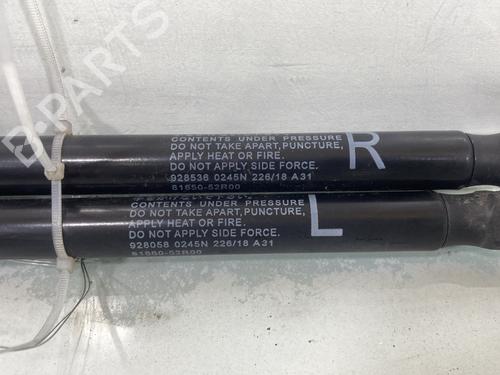 CONTENTS UNDER PRESSURE
DO NOT TAKE APART, PUNCTURE,
APPLY HEAT OR FIRE.
DO NOT APPLY SIDE FORCE.
928536 0245N 226/18 A31
81650-52R00
R
CONTENTS UNDER PRESSURE
DO NOT TAKE APART, PUNCTURE,
APPLY HEAT OR FIRE.
DO NOT APPLY SIDE FORCE.
928058 0245N 226/18 A31
81660-52R00
L
B-PARTS